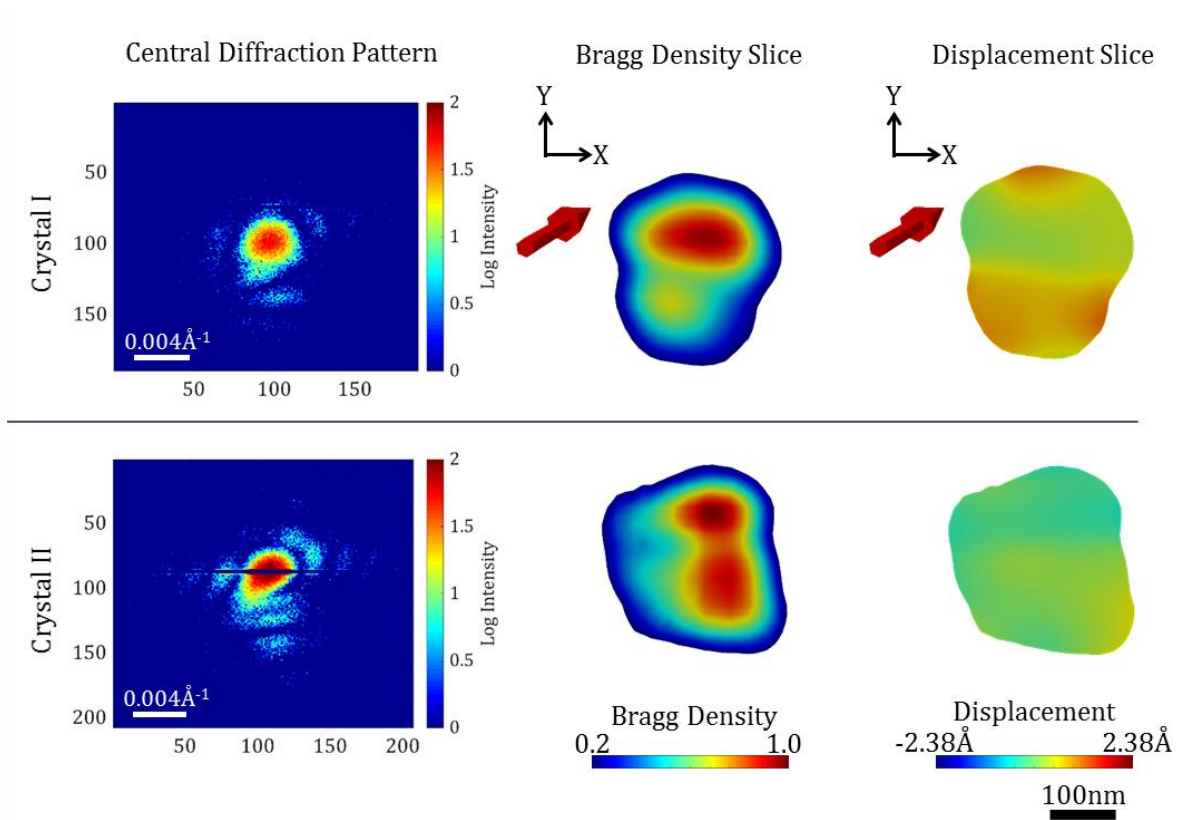 Central Diffraction Pattern
Bragg Density Slice
Displacement Slice
Crystal I
50
100
150
0.004Å⁻¹
50
100
150
2
1.5
1
0.5
0
Log Intensity
Y
X
Y
X
Crystal II
50
100
150
200
0.004Å⁻¹
50
100
150
200
2
1.5
1
0.5
0
Log Intensity
Bragg Density
0.2
1.0
Displacement
-2.38Å
2.38Å
100nm